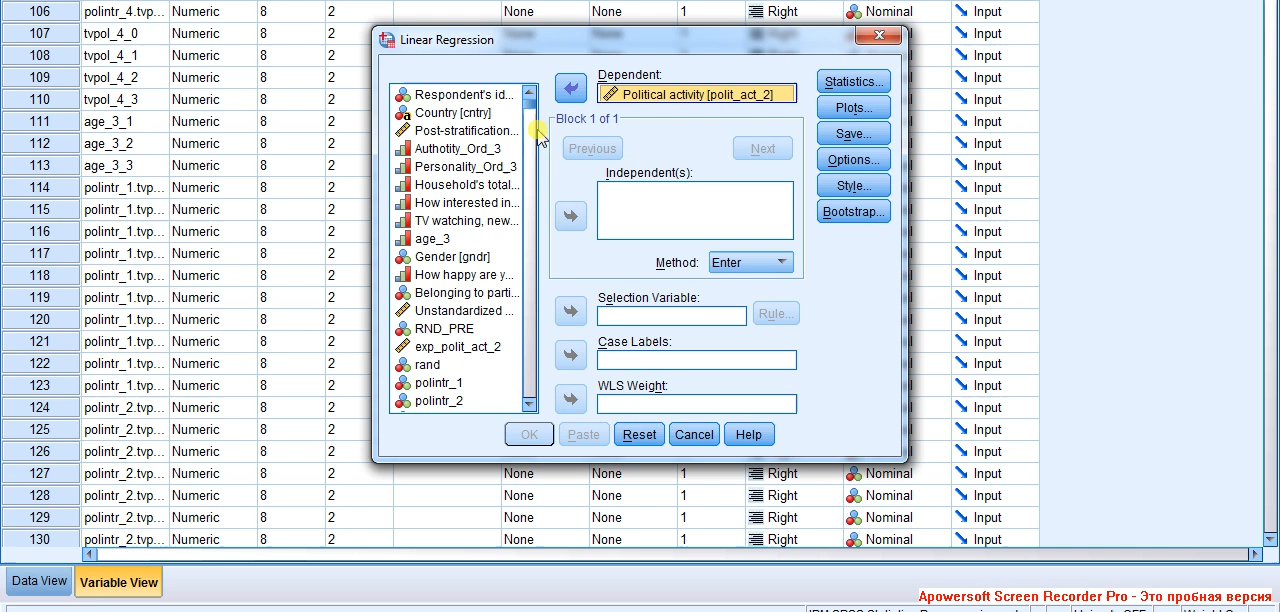 106 polintr_4.tvp... Numeric 8 2 None None 1 Right Nominal Input
107 tvpol_4_0 Numeric 8 2 Input
108 tvpol_4_1 Numeric 8 2 Input
109 tvpol_4_2 Numeric 8 2 Input
110 tvpol_4_3 Numeric 8 2 Input
111 age_3_1 Numeric 8 2 Input
112 age_3_2 Numeric 8 2 Input
113 age_3_3 Numeric 8 2 Input
114 polintr_1.tvp... Numeric 8 2 Input
115 polintr_1.tvp... Numeric 8 2 Input
116 polintr_1.tvp... Numeric 8 2 Input
117 polintr_1.tvp... Numeric 8 2 Input
118 polintr_1.tvp... Numeric 8 2 Input
119 polintr_1.tvp... Numeric 8 2 Input
120 polintr_1.tvp... Numeric 8 2 Input
121 polintr_1.tvp... Numeric 8 2 Input
122 polintr_1.tvp... Numeric 8 2 Input
123 polintr_1.tvp... Numeric 8 2 Input
124 polintr_2.tvp... Numeric 8 2 Input
125 polintr_2.tvp... Numeric 8 2 Input
126 polintr_2.tvp... Numeric 8 2 Input
127 polintr_2.tvp... Numeric 8 2 None None 1 Right Nominal Input
128 polintr_2.tvp... Numeric 8 2 None None 1 Right Nominal Input
129 polintr_2.tvp... Numeric 8 2 None None 1 Right Nominal Input
130 polintr_2.tvp... Numeric 8 2 None None 1 Right Nominal Input
Linear Regression
Respondent's id...
Country [cntry]
Post-stratification...
Authotity_Ord_3
Personality_Ord_3
Household's total...
How interested in...
TV watching, new...
age_3
Gender [gndr]
How happy are y...
Belonging to parti...
Unstandardized ...
RND_PRE
exp_polit_act_2
rand
polintr_1
polintr_2
Dependent:
Political activity [polit_act_2]
Block 1 of 1
Previous Next
Independent(s):
Method: Enter
Selection Variable:
Rule...
Case Labels:
WLS Weight:
Statistics...
Plots...
Save...
Options...
Style...
Bootstrap...
OK Paste Reset Cancel Help
Data View Variable View
Apowersoft Screen Recorder Pro - Это пробная версия